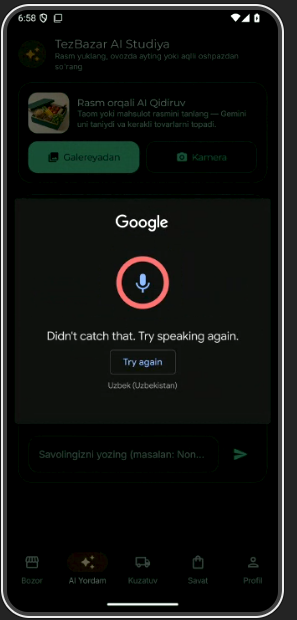 6:58
TezBazar AI Studiya
Rasm yuklang, ovozda ayting yoki aqlli oshpazdan
so'rang
Rasm orqali AI Qidiruv
Taom yoki mahsulot rasmini tanlang — Gemini
uni taniydi va kerakli tovarlarni topadi.
Galereyadan
Kamera
Google
Didn't catch that. Try speaking again.
Try again
Uzbek (Uzbekistan)
Savolingizni yozing (masalan: Non...
Bozor
AI Yordam
Kuzatuv
Savat
Profil